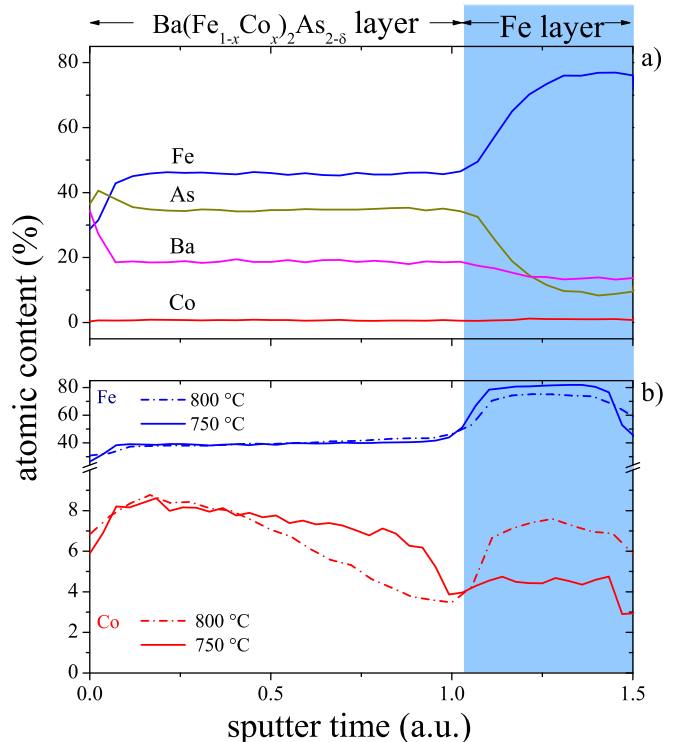 Ba(Fe1-xCox)2As2-δ layer
Fe layer
a)
80
60
40
20
0
Fe
As
Ba
Co
atomic content (%)
b)
80
60
40
8
6
4
2
0
Fe
800 °C
750 °C
Co
800 °C
750 °C
0.0
0.5
1.0
1.5
sputter time (a.u.)